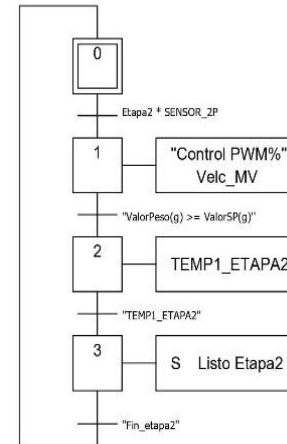 0
Etapa2 * SENSOR_2P
1
"Control PWM%"
Velc_MV
"ValorPeso(g) >= ValorSP(g)"
2
TEMP1_ETAPA2
"TEMP1_ETAPA2"
3
S Listo Etapa2
"Fin_etapa2"